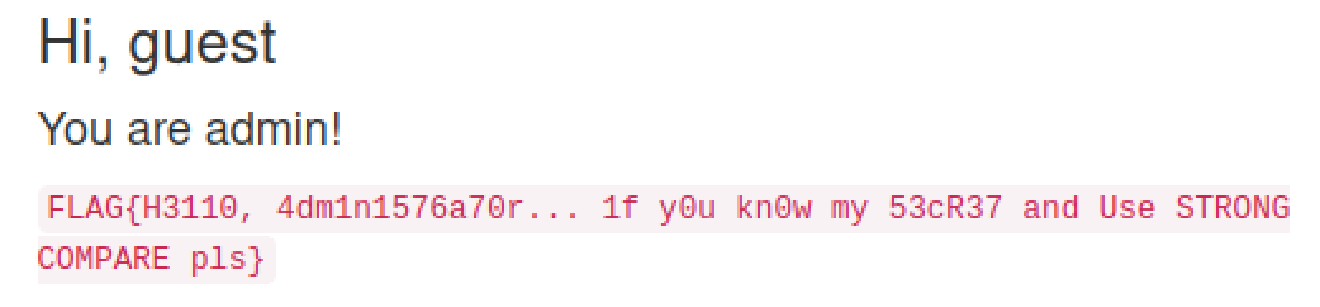 Hi, guest
You are admin!
FLAG{H3110, 4dm1n1576a70r... 1f y0u kn0w my 53cR37 and Use STRONG
COMPARE pls}